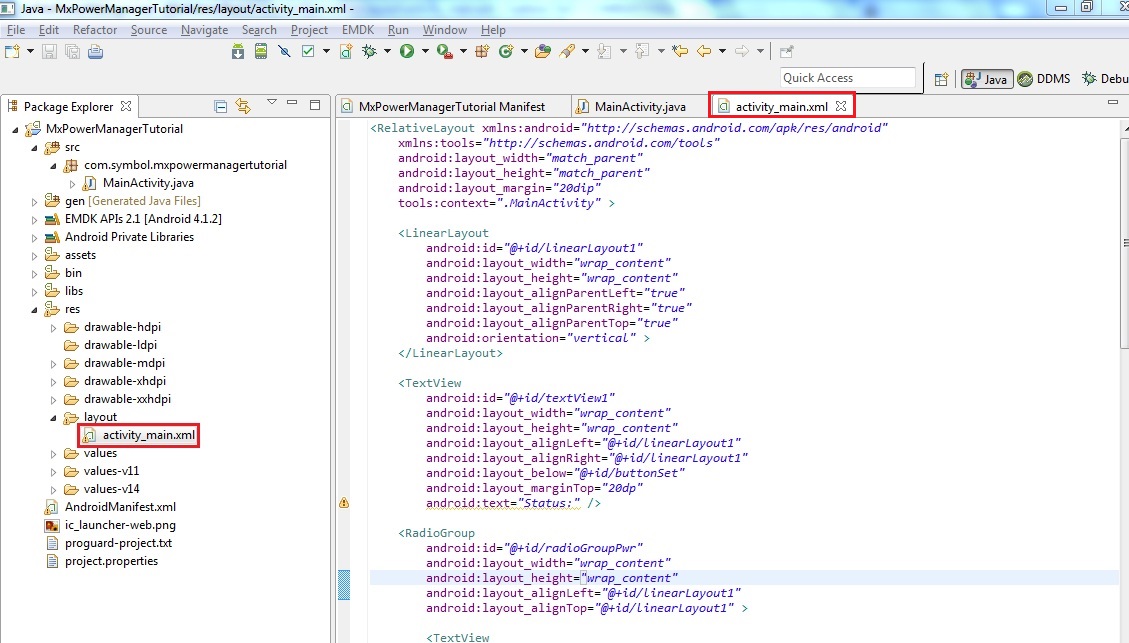 Java - MxPowerManagerTutorial/res/layout/activity_main.xml -
File Edit Refactor Source Navigate Search Project EMDK Run Window Help
Quick Access
Java
DDMS
Debu
Package Explorer
MxPowerManagerTutorial
src
com.symbol.mxpowermanagertutorial
MainActivity.java
gen [Generated Java Files]
EMDK APIs 2.1 [Android 4.1.2]
Android Private Libraries
assets
bin
libs
res
drawable-hdpi
drawable-ldpi
drawable-mdpi
drawable-xhdpi
drawable-xxhdpi
layout
activity_main.xml
values
values-v11
values-v14
AndroidManifest.xml
ic_launcher-web.png
proguard-project.txt
project.properties
MxPowerManagerTutorial Manifest
MainActivity.java
activity_main.xml
<RelativeLayout xmlns:android="http://schemas.android.com/apk/res/android"
xmlns:tools="http://schemas.android.com/tools"
android:layout_width="match_parent"
android:layout_height="match_parent"
android:layout_margin="20dip"
tools:context=".MainActivity" >
<LinearLayout
android:id="@+id/linearLayout1"
android:layout_width="wrap_content"
android:layout_height="wrap_content"
android:layout_alignParentLeft="true"
android:layout_alignParentRight="true"
android:layout_alignParentTop="true"
android:orientation="vertical" >
</LinearLayout>
<TextView
android:id="@+id/textView1"
android:layout_width="wrap_content"
android:layout_height="wrap_content"
android:layout_alignLeft="@+id/linearLayout1"
android:layout_alignRight="@+id/linearLayout1"
android:layout_below="@+id/buttonSet"
android:layout_marginTop="20dp"
android:text="Status:" />
<RadioGroup
android:id="@+id/radioGroupPwr"
android:layout_width="wrap_content"
android:layout_height="wrap_content"
android:layout_alignLeft="@+id/linearLayout1"
android:layout_alignTop="@+id/linearLayout1" >
<TextView